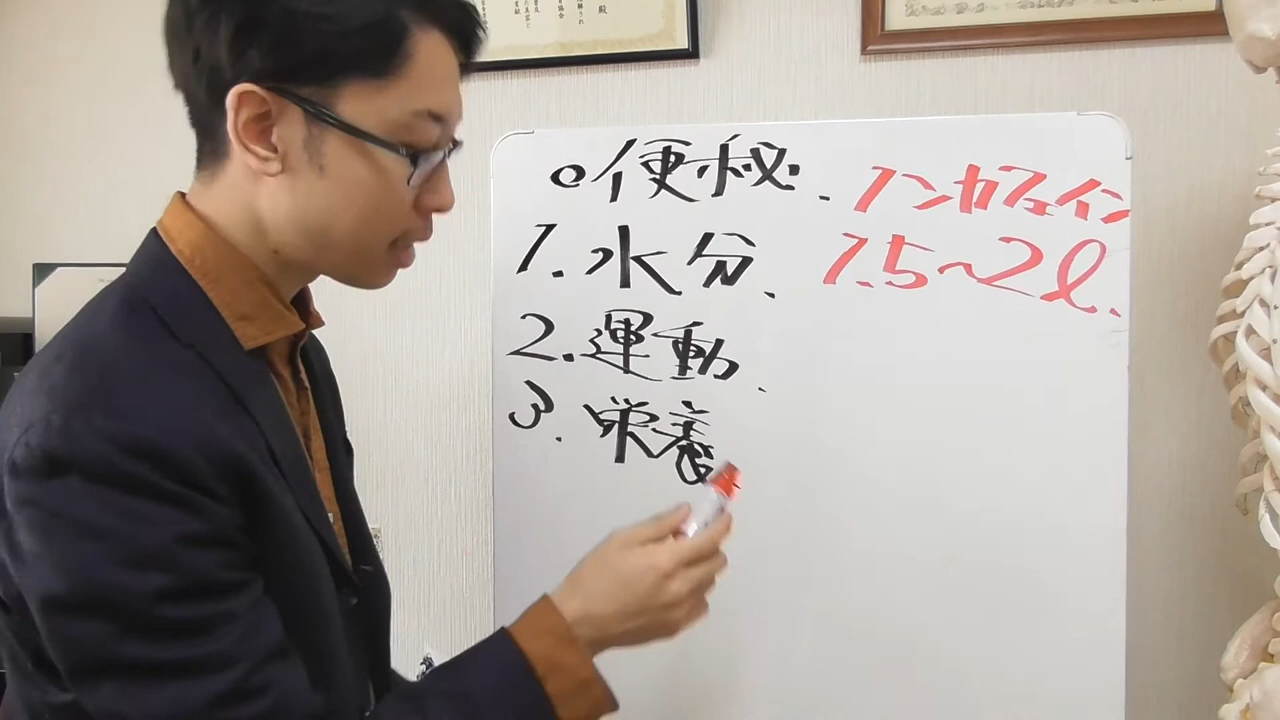 殿
○便秘.
ノンカフェイン
1.水分、
1.5~2ℓ.
2.運動.
3.栄養